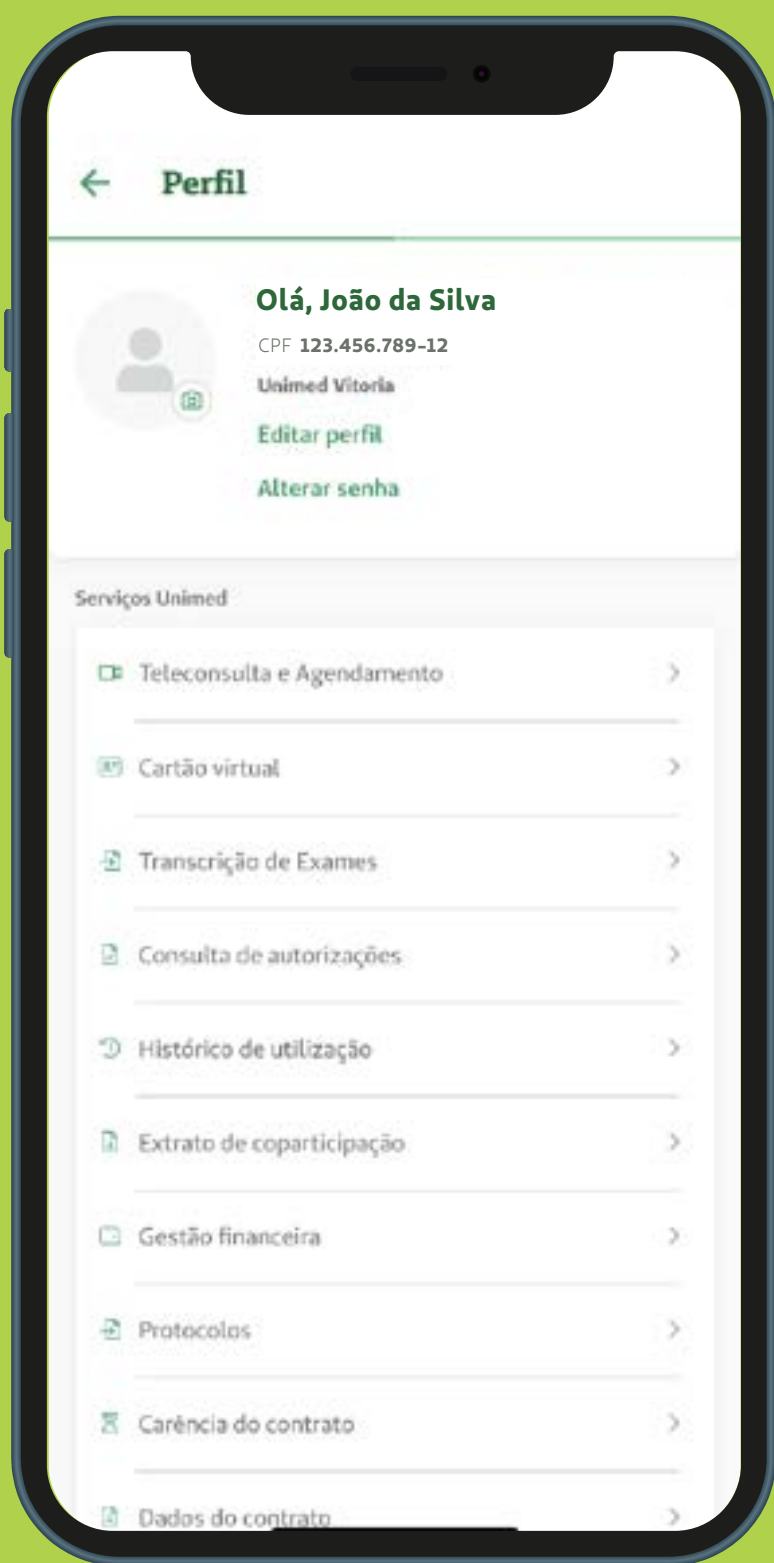 Perfil
Olá, João da Silva
CPF 123.456.789-12
Unimed Vitoria
Editar perfil
Alterar senha
Serviços Unimed
Teleconsulta e Agendamento
Cartão virtual
Transcrição de Exames
Consulta de autorizações
Histórico de utilização
Extrato de coparticipação
Gestão financeira
Protocolos
Carência do contrato
Dados do contrato